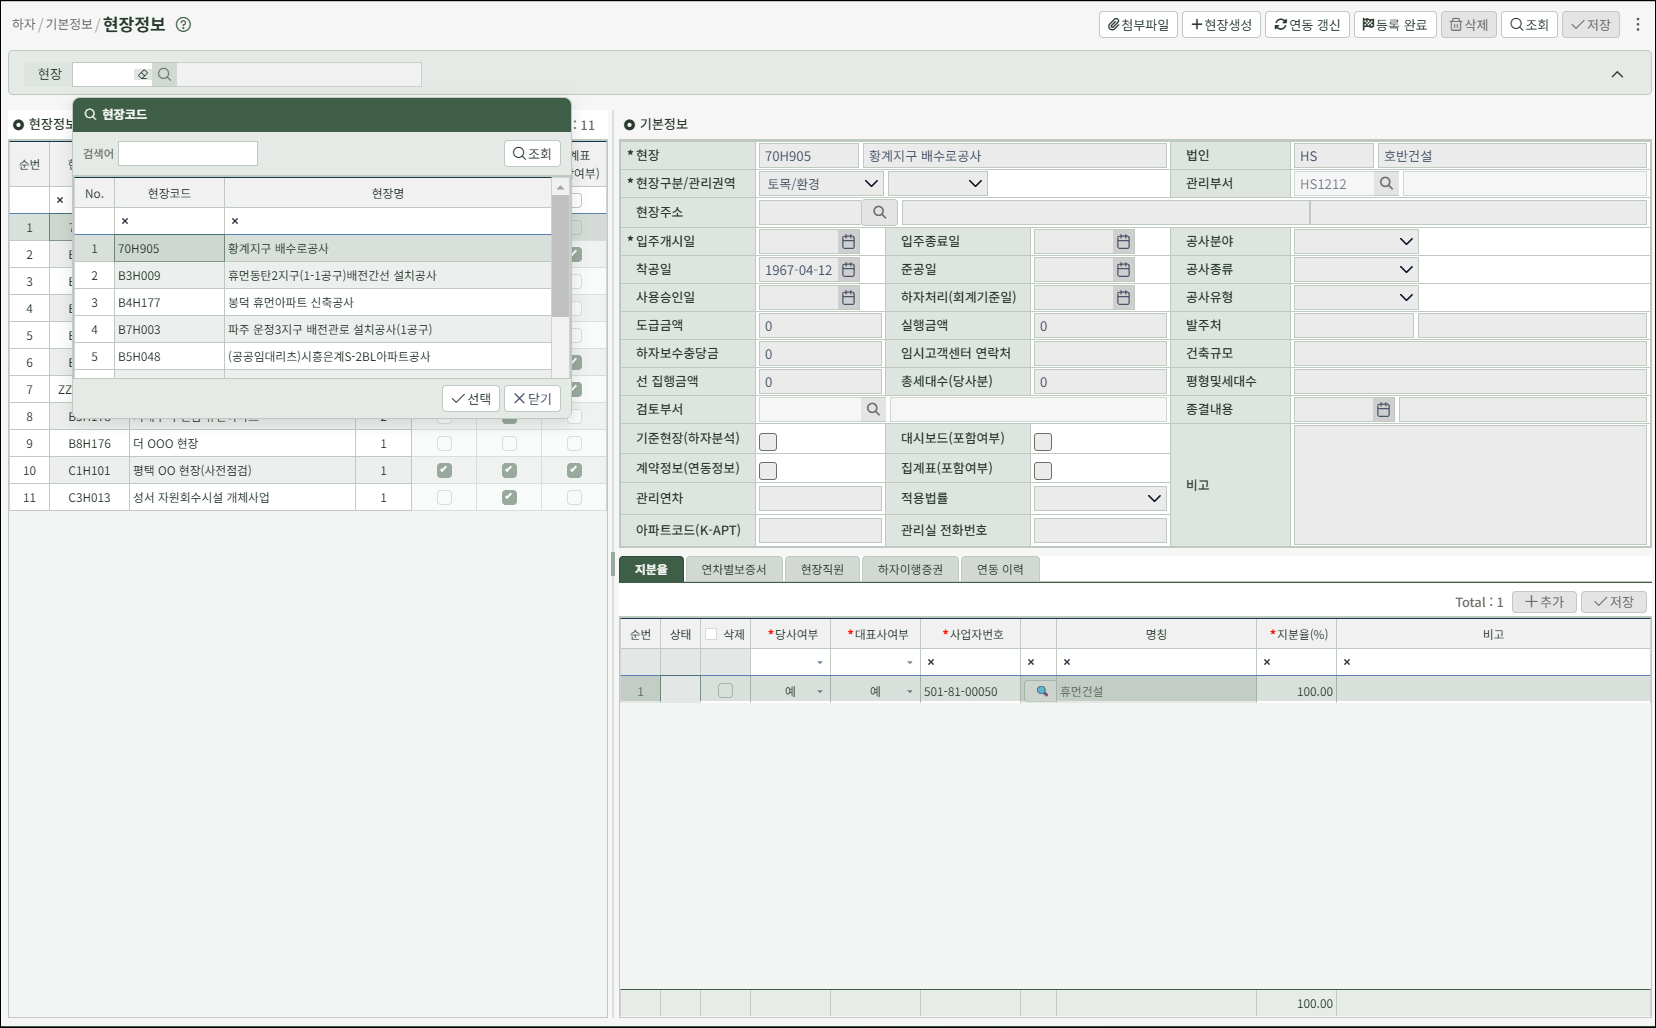 하자 / 기본정보 / 현장정보 ?
첨부파일 현장생성 연동 갱신 등록 완료 삭제 조회 저장
현장
현장정보 : 11
현장코드
검색어 조회
No. 현장코드 현장명
× ×
1 70H905 황계지구 배수로공사
2 B3H009 휴먼동탄2지구(1-1공구)배전간선 설치공사
3 B4H177 봉덕 휴먼아파트 신축공사
4 B7H003 파주 운정3지구 배전관로 설치공사(1공구)
5 B5H048 (공공임대리츠)시흥은계S-2BL아파트공사
선택 닫기
순번
×
1
2
3
4
5
6
7 ZZ
8
9 B8H176 더 OOO 현장 1
10 C1H101 평택 OO 현장(사전점검) 1
11 C3H013 성서 자원회수시설 개체사업 1
기본정보
* 현장 70H905 황계지구 배수로공사 법인 HS 호반건설
* 현장구분/관리권역 토목/환경 관리부서 HS1212
현장주소
* 입주개시일 입주종료일 공사분야
착공일 1967-04-12 준공일 공사종류
사용승인일 하자처리(회계기준일) 공사유형
도급금액 0 실행금액 0 발주처
하자보수충당금 0 임시고객센터 연락처 건축규모
선 집행금액 0 총세대수(당사분) 0 평형및세대수
검토부서 종결내용
기준현장(하자분석) 대시보드(포함여부) 비고
계약정보(연동정보) 집계표(포함여부)
관리연차 적용법률
아파트코드(K-APT) 관리실 전화번호
지분율 연차별보증서 현장직원 하자이행증권 연동 이력
Total : 1 추가 저장
순번 상태 삭제 *당사여부 *대표사여부 *사업자번호 명칭 *지분율(%) 비고
× × × × ×
1 예 예 501-81-00050 휴먼건설 100.00
100.00